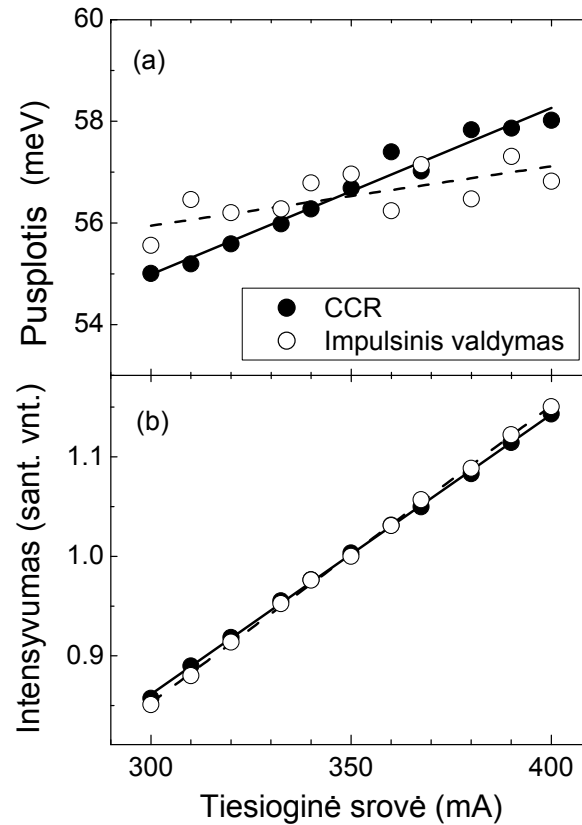 60
(a)
58
56
54
Pusplotis (meV)
CCR
Impulsinis valdymas
(b)
1.1
1.0
0.9
Intensyvumas (sant. vnt.)
300
350
400
Tiesioginė srovė (mA)